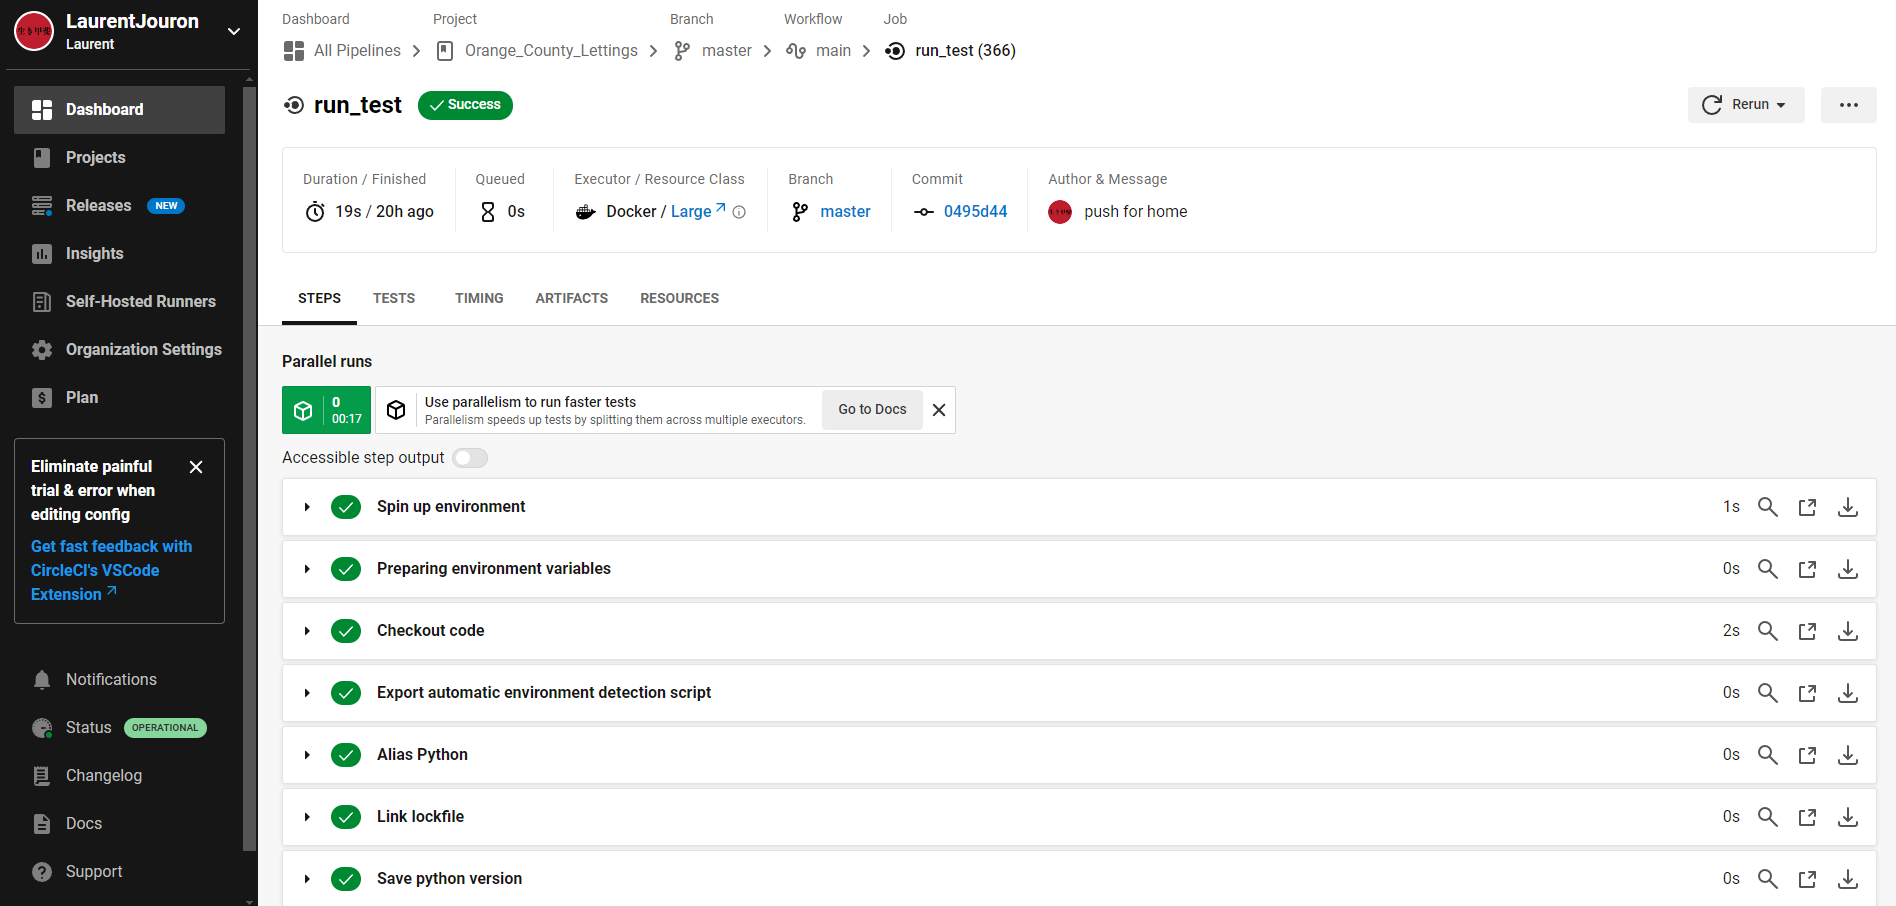 LaurentJouron
Laurent
Dashboard
Projects
Releases NEW
Insights
Self-Hosted Runners
Organization Settings
Plan
Eliminate painful
trial & error when
editing config
Get fast feedback with
CircleCI's VSCode
Extension
Notifications
Status OPERATIONAL
Changelog
Docs
Support
Dashboard Project Branch Workflow Job
All Pipelines Orange_County_Lettings master main run_test (366)
run_test Success
Rerun
Duration / Finished Queued Executor / Resource Class Branch Commit Author & Message
19s / 20h ago 0s Docker / Large master 0495d44 push for home
STEPS TESTS TIMING ARTIFACTS RESOURCES
Parallel runs
0
00:17
Use parallelism to run faster tests
Parallelism speeds up tests by splitting them across multiple executors.
Go to Docs
Accessible step output
Spin up environment 1s
Preparing environment variables 0s
Checkout code 2s
Export automatic environment detection script 0s
Alias Python 0s
Link lockfile 0s
Save python version 0s